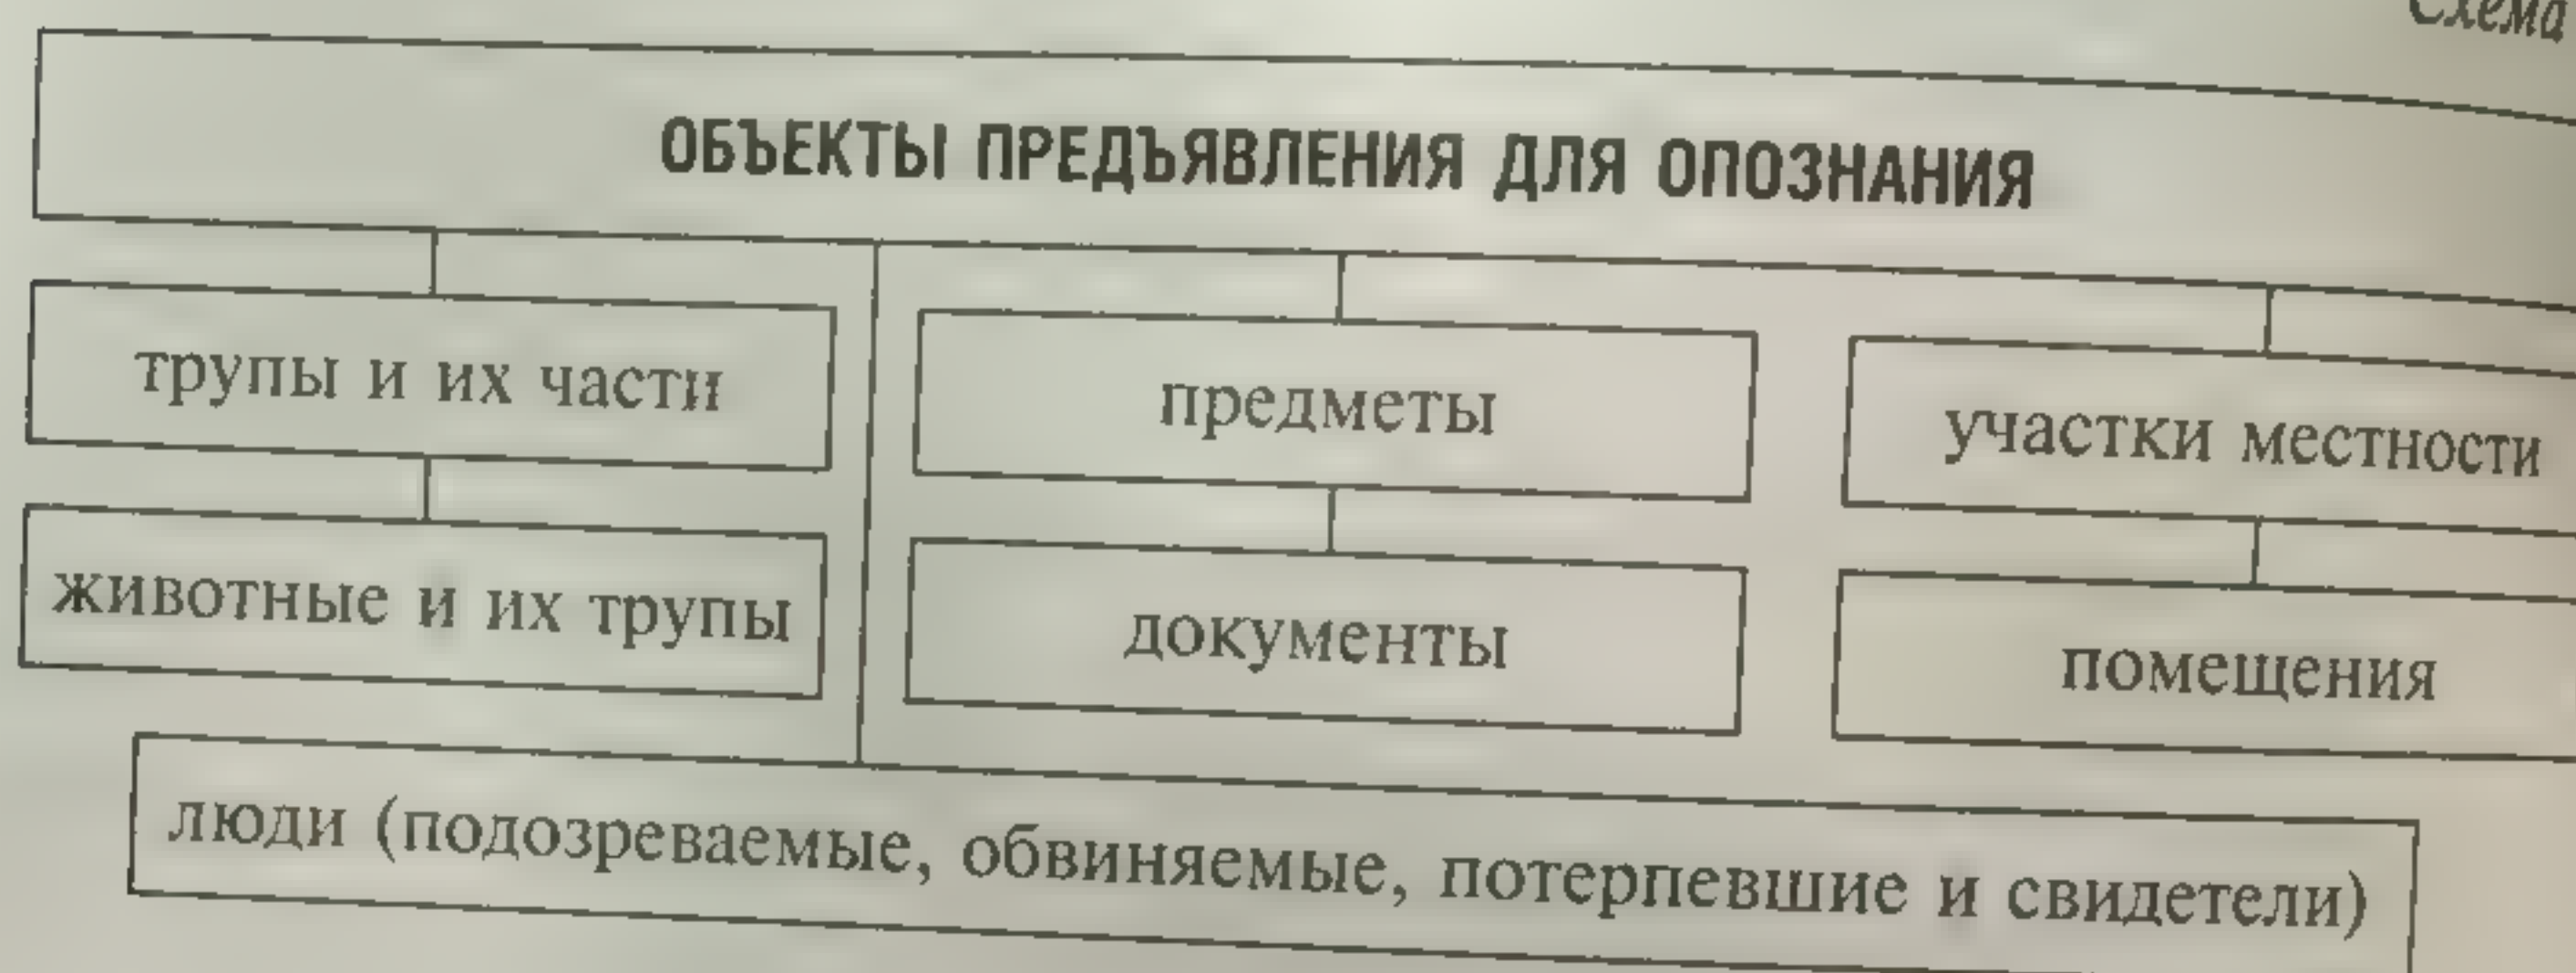 Схема
ОБЪЕКТЫ ПРЕДЪЯВЛЕНИЯ ДЛЯ ОПОЗНАНИЯ
трупы и их части
предметы
участки местности
животные и их трупы
документы
помещения
люди (подозреваемые, обвиняемые, потерпевшие и свидетели)